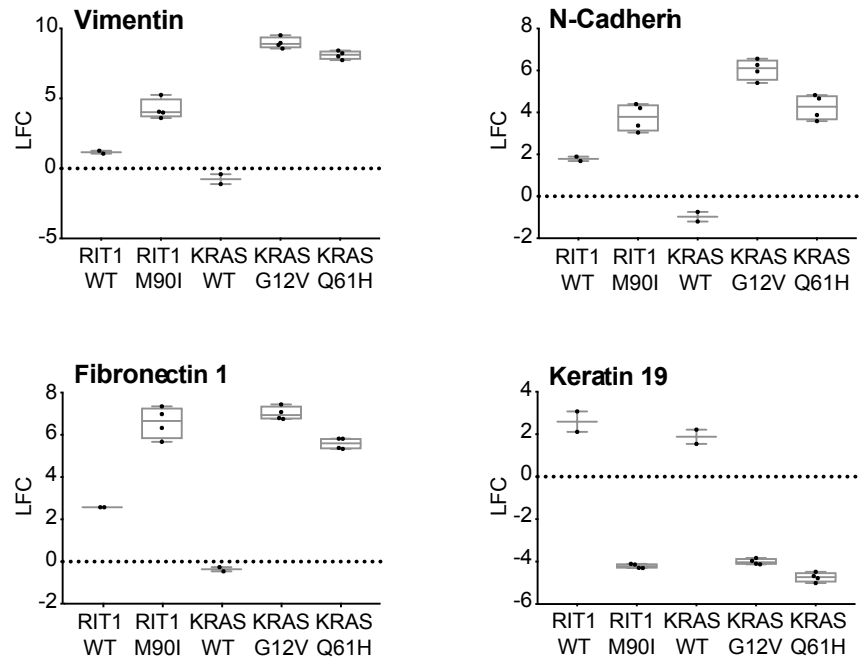 Vimentin
LFC
10
5
0
-5
RIT1 RIT1 KRAS KRAS KRAS
WT M90I WT G12V Q61H
N-Cadherin
LFC
8
6
4
2
0
-2
RIT1 RIT1 KRAS KRAS KRAS
WT M90I WT G12V Q61H
Fibronectin 1
LFC
8
6
4
2
0
-2
RIT1 RIT1 KRAS KRAS KRAS
WT M90I WT G12V Q61H
Keratin 19
LFC
4
2
0
-2
-4
-6
RIT1 RIT1 KRAS KRAS KRAS
WT M90I WT G12V Q61H